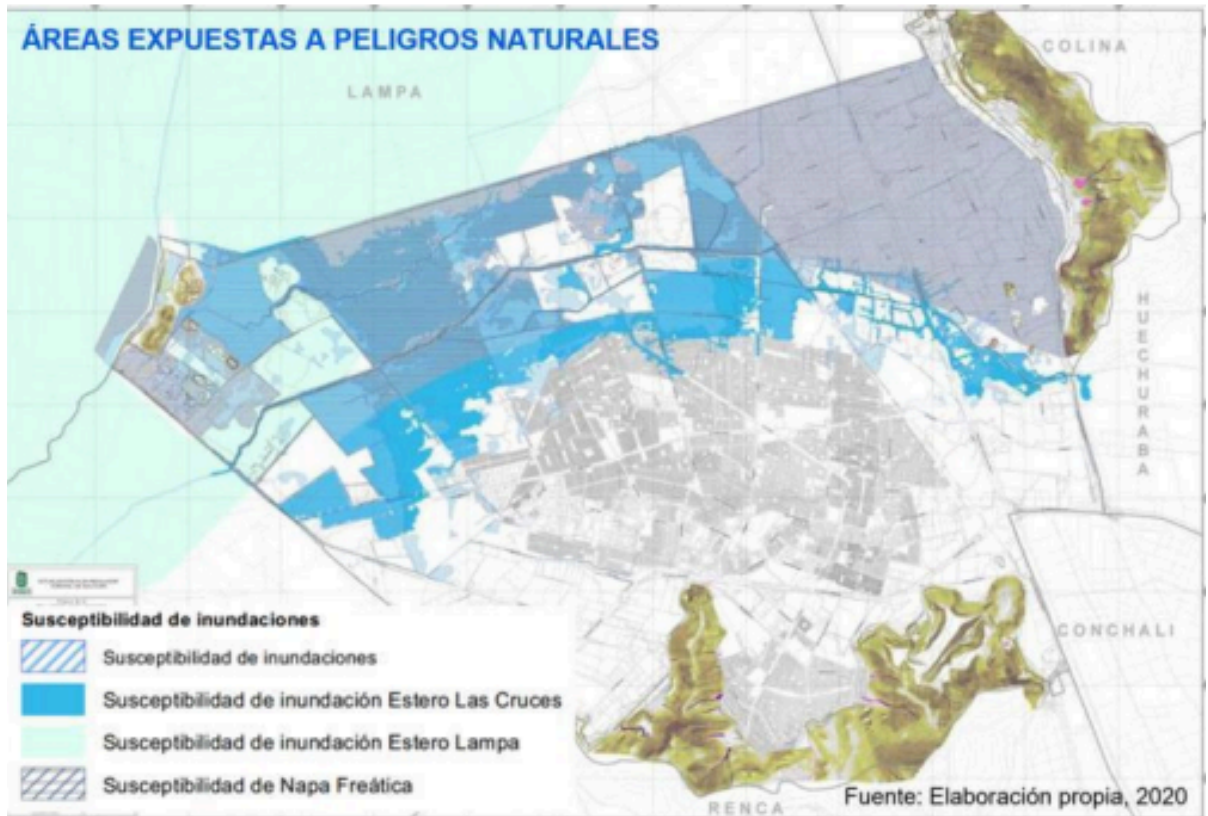 ÁREAS EXPUESTAS A PELIGROS NATURALES
COLINA
LAMPA
HUECHURABA
Susceptibilidad de inundaciones
Susceptibilidad de inundaciones
Susceptibilidad de inundación Estero Las Cruces
Susceptibilidad de inundación Estero Lampa
Susceptibilidad de Napa Freática
CONCHALI
RENCA
Fuente: Elaboración propia, 2020